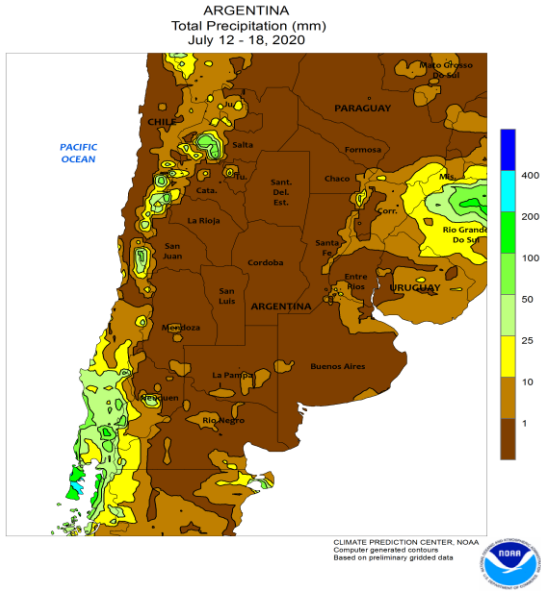 ARGENTINA
Total Precipitation (mm)
July 12 - 18, 2020
Mato Grosso
Do Sul
Ju.
PARAGUAY
CHILE
PACIFIC
OCEAN
Salta
Formosa
Tu.
Chaco
Mis.
Cata.
Sant.
Del.
Est.
Corr.
La Rioja
Rio Grande
Do Sul
Santa
Fe
San
Juan
Cordoba
Entre
Rios
URUGUAY
San
Luis
ARGENTINA
Mendoza
La Pampa
Buenos Aires
Neuquen
Rio Negro
400
200
100
50
25
10
1
CLIMATE PREDICTION CENTER, NOAA
Computer generated contours
Based on preliminary gridded data
NOAA